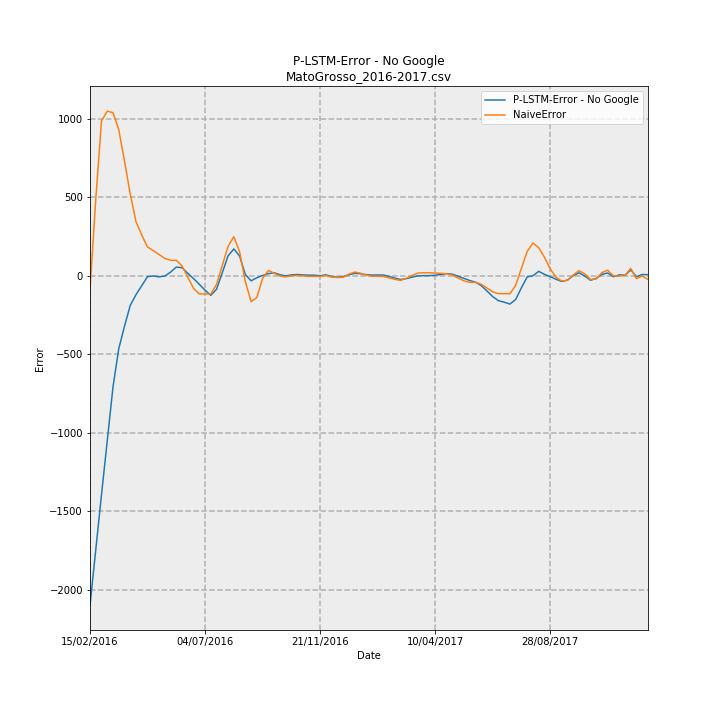 P-LSTM-Error - No Google
MatoGrosso_2016-2017.csv
P-LSTM-Error - No Google
NaiveError
1000
500
0
−500
−1000
−1500
−2000
Error
15/02/2016
04/07/2016
21/11/2016
10/04/2017
28/08/2017
Date